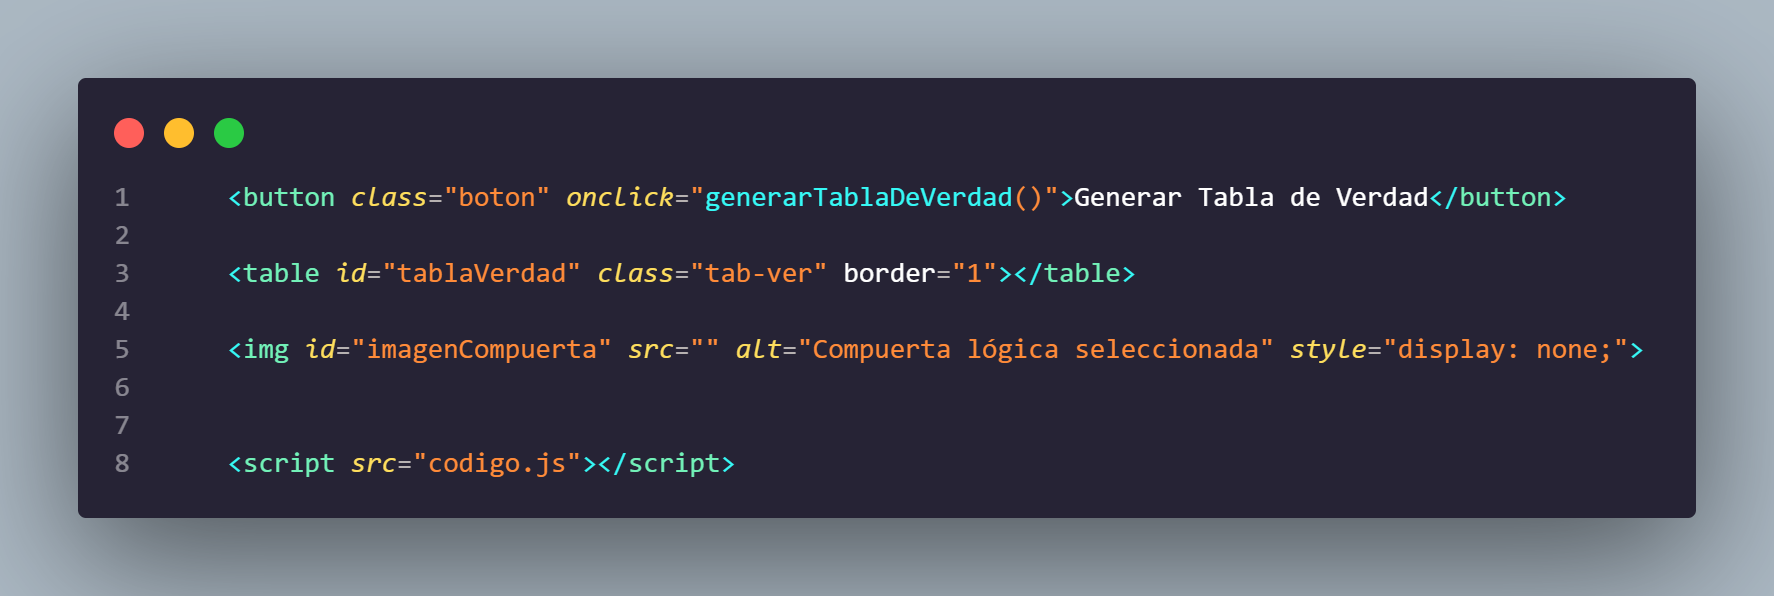 1 <button class="boton" onclick="generarTablaDeVerdad()">Generar Tabla de Verdad</button>
2
3 <table id="tablaVerdad" class="tab-ver" border="1"></table>
4
5 <img id="imagenCompuerta" src="" alt="Compuerta lógica seleccionada" style="display: none;">
6
7
8 <script src="codigo.js"></script>